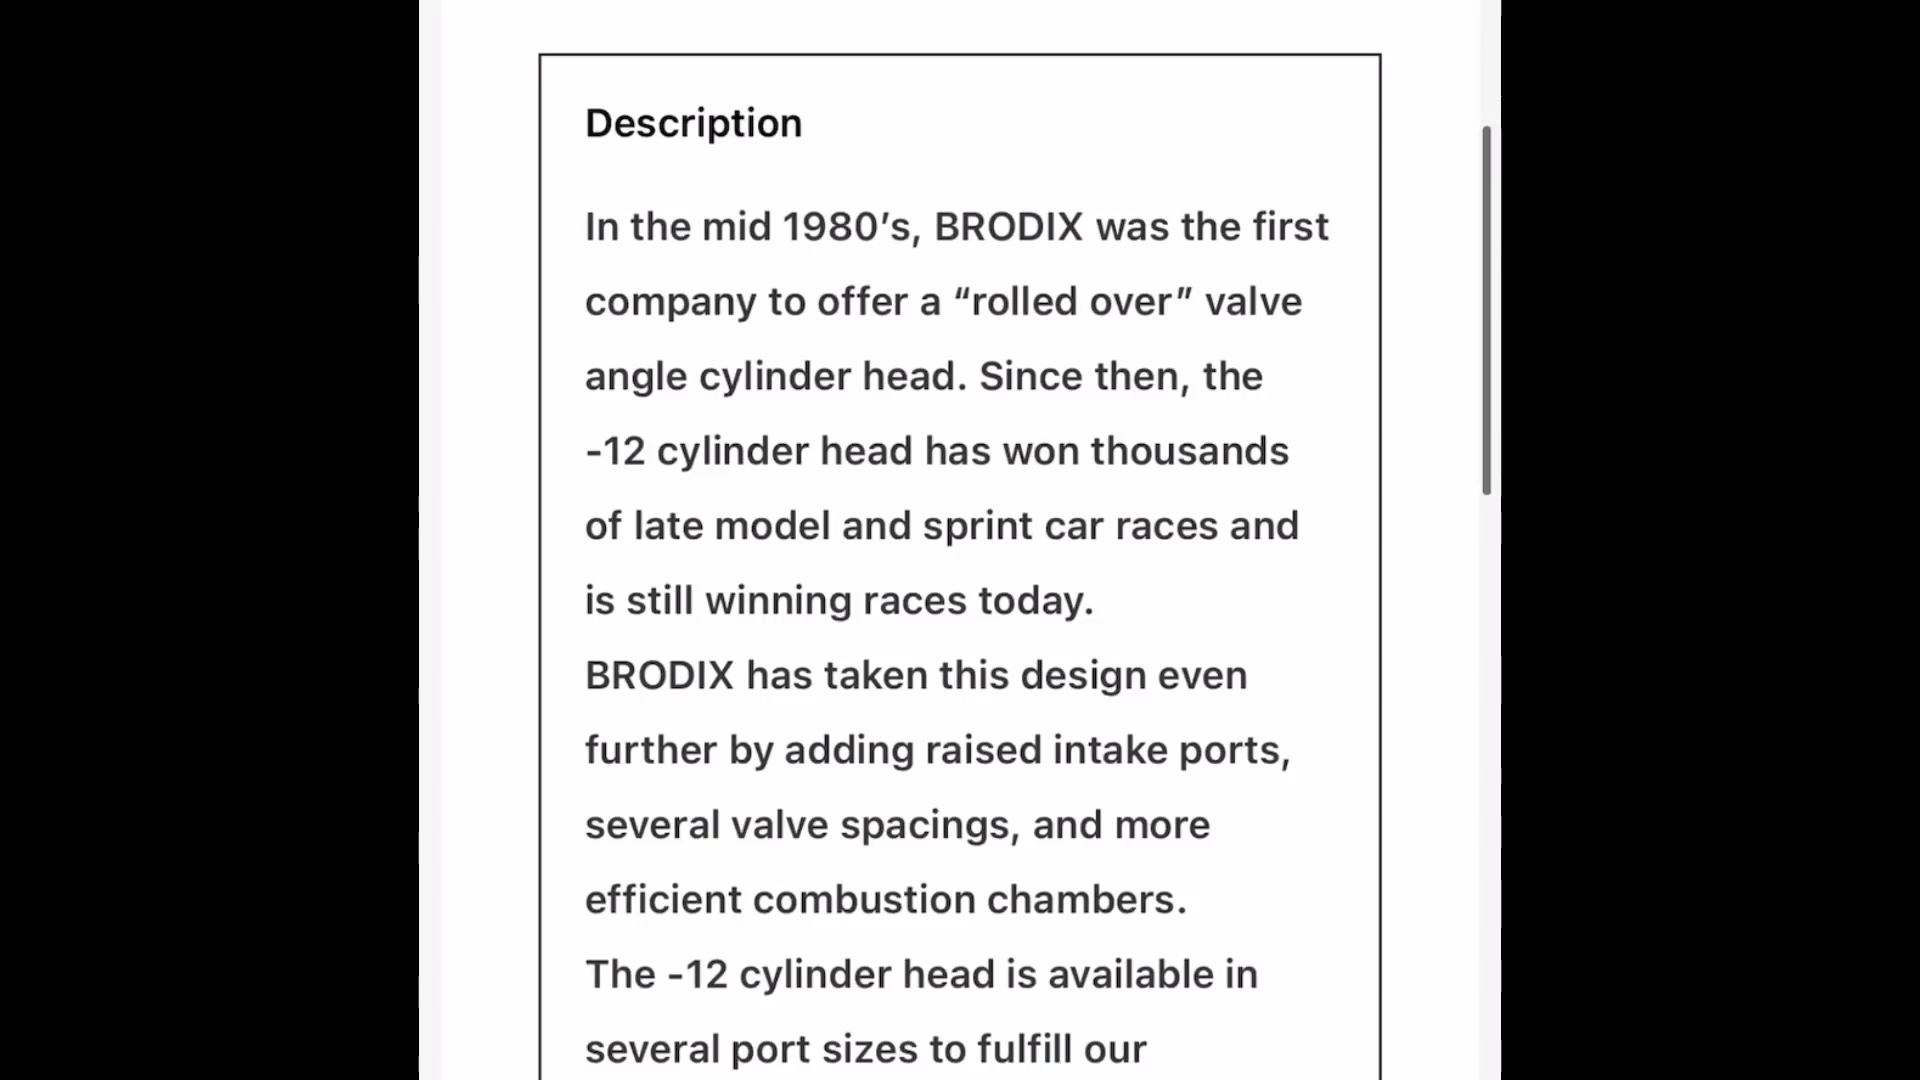 Description
In the mid 1980′s, BRODIX was the first
company to offer a “rolled over” valve
angle cylinder head. Since then, the
-12 cylinder head has won thousands
of late model and sprint car races and
is still winning races today.
BRODIX has taken this design even
further by adding raised intake ports,
several valve spacings, and more
efficient combustion chambers.
The -12 cylinder head is available in
several port sizes to fulfill our